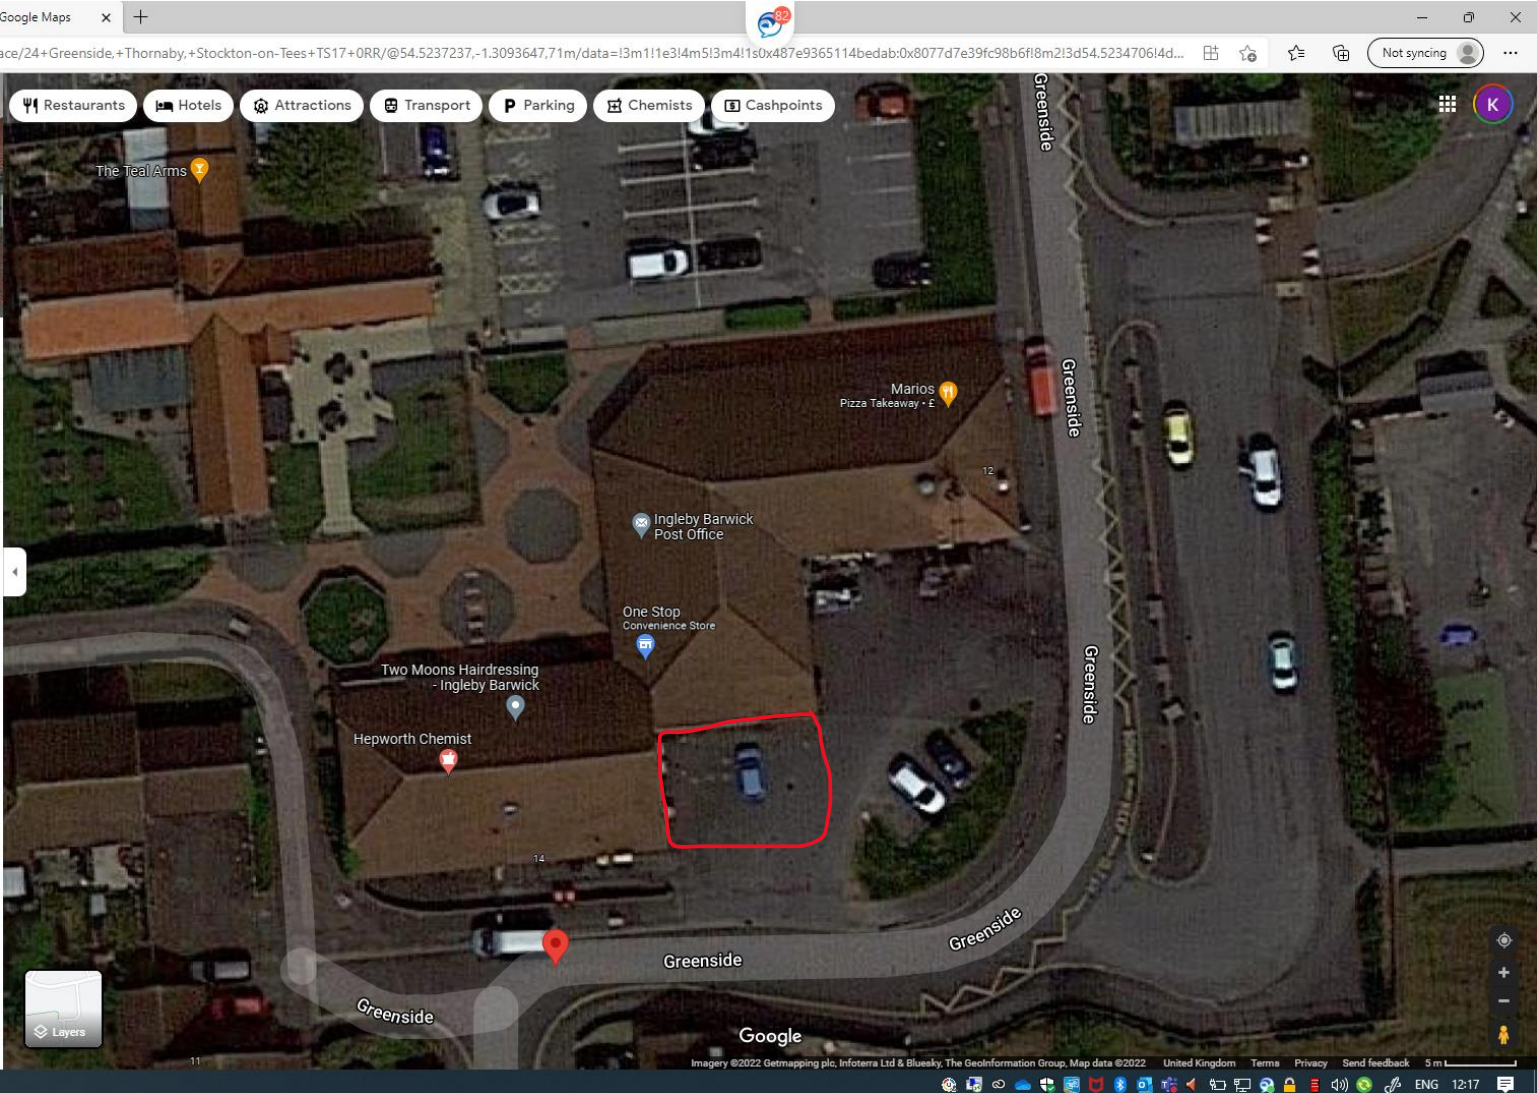 Google Maps
82
ace/24+Greenside,+Thornaby,+Stockton-on-Tees+TS17+0RR/@54.5237237,-1.3093647,71m/data=!3m1!1e3!4m5!3m4!1s0x487e9365114bedab:0x8077d7e39fc98b6f!8m2!3d54.5234706!4d...
Not syncing
Restaurants
Hotels
Attractions
Transport
P Parking
Chemists
Cashpoints
K
Greenside
The Teal Arms
Greenside
Marios
Pizza Takeaway · £
12
Ingleby Barwick
Post Office
One Stop
Convenience Store
Greenside
Two Moons Hairdressing
- Ingleby Barwick
Hepworth Chemist
14
Greenside
Greenside
Greenside
Layers
Google
11
Imagery ©2022 Getmapping plc, Infoterra Ltd & Bluesky, The GeoInformation Group, Map data ©2022 United Kingdom Terms Privacy Send feedback 5 m
ENG 12:17